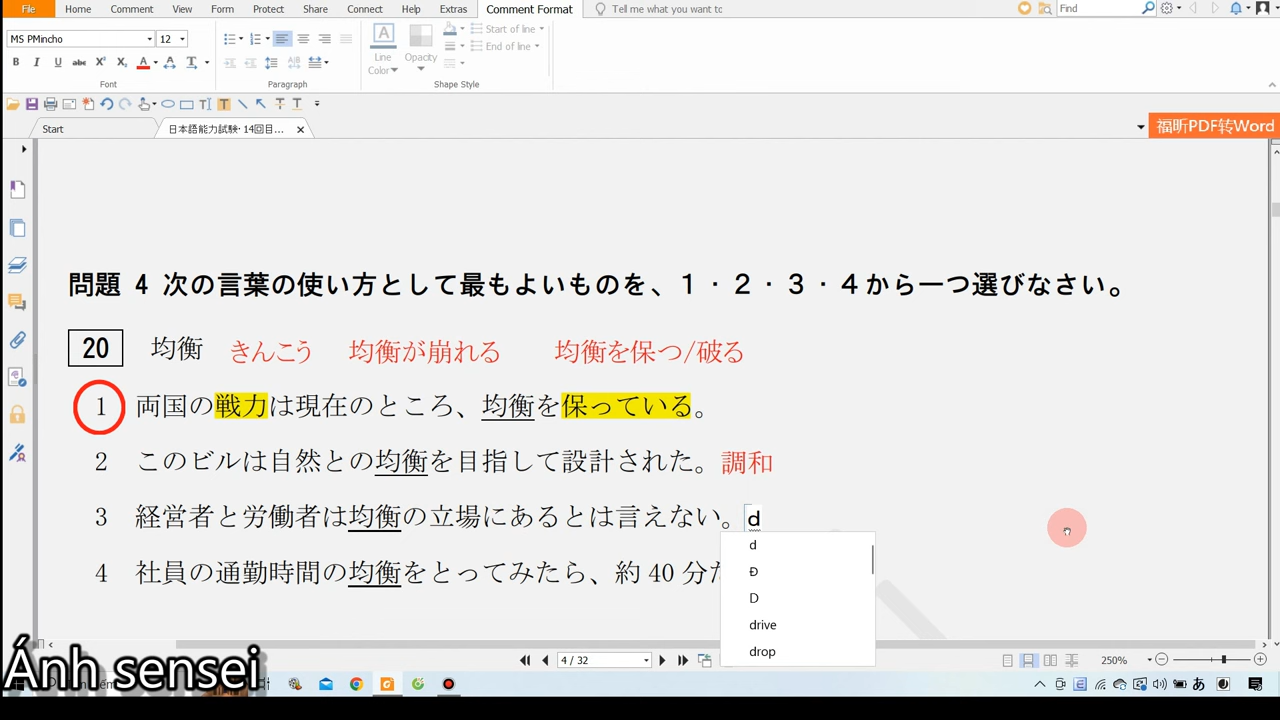 File Home Comment View Form Protect Share Connect Help Extras Comment Format Tell me what you want tc Find
MS PMincho 12 Start of line
B I U abc X² X₂ A A T End of line
Line Color Opacity
Font Paragraph Shape Style
Start 日本語能力試験・14回目... 福昕PDF转Word
問題 4 次の言葉の使い方として最もよいものを、1・2・3・4から一つ選びなさい。
20 均衡 きんこう 均衡が崩れる 均衡を保つ/破る
1 両国の戦力は現在のところ、均衡を保っている。
2 このビルは自然との均衡を目指して設計された。調和
3 経営者と労働者は均衡の立場にあるとは言えない。d
4 社員の通勤時間の均衡をとってみたら、約 40 分
d
Đ
D
drive
drop
4 / 32 250%
Ánh sensei
あ